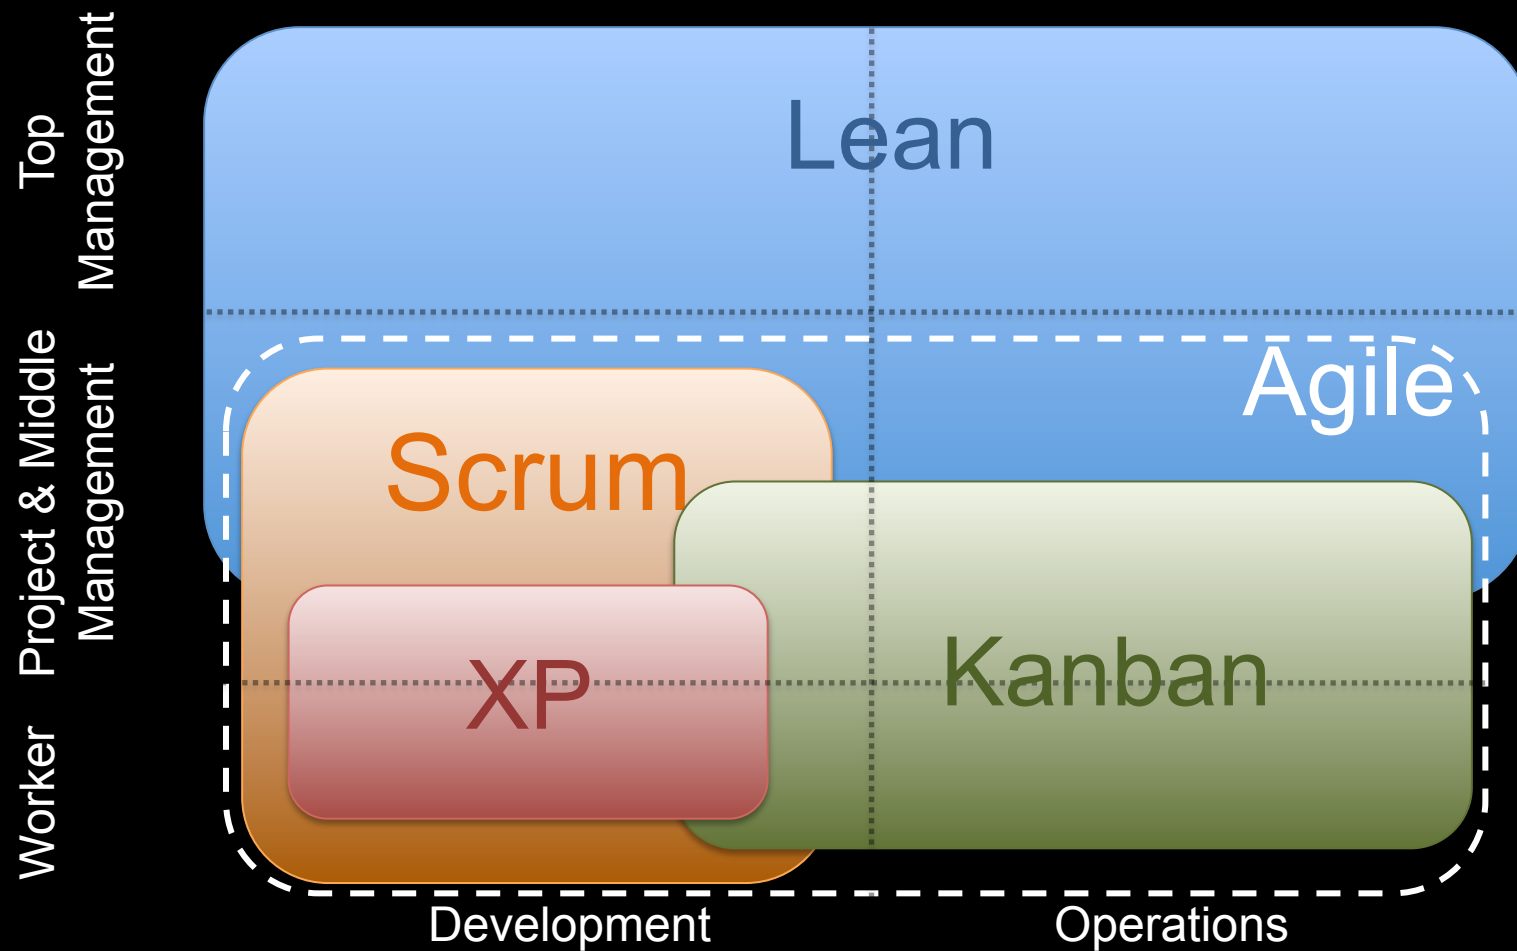 Top
Management
Lean
Project & Middle
Management
Agile
Scrum
XP
Kanban
Worker
Development
Operations